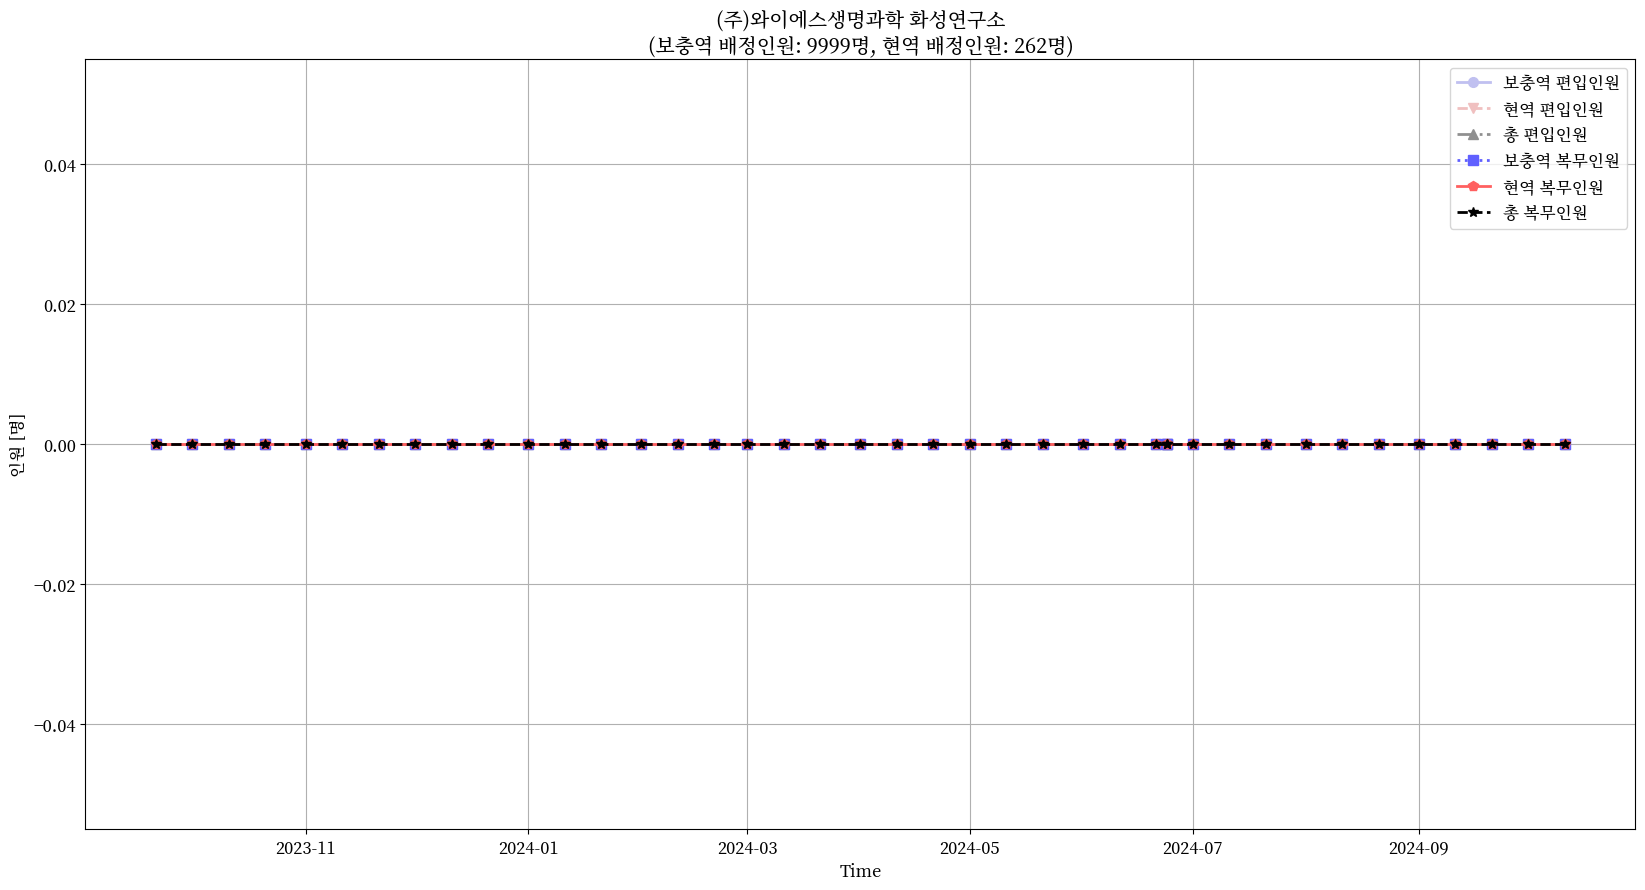 (주)와이에스생명과학 화성연구소
(보충역 배정인원: 9999명, 현역 배정인원: 262명)
보충역 편입인원
현역 편입인원
총 편입인원
보충역 복무인원
현역 복무인원
총 복무인원
인원 [명]
0.04
0.02
0.00
−0.02
−0.04
2023-11
2024-01
2024-03
2024-05
2024-07
2024-09
Time